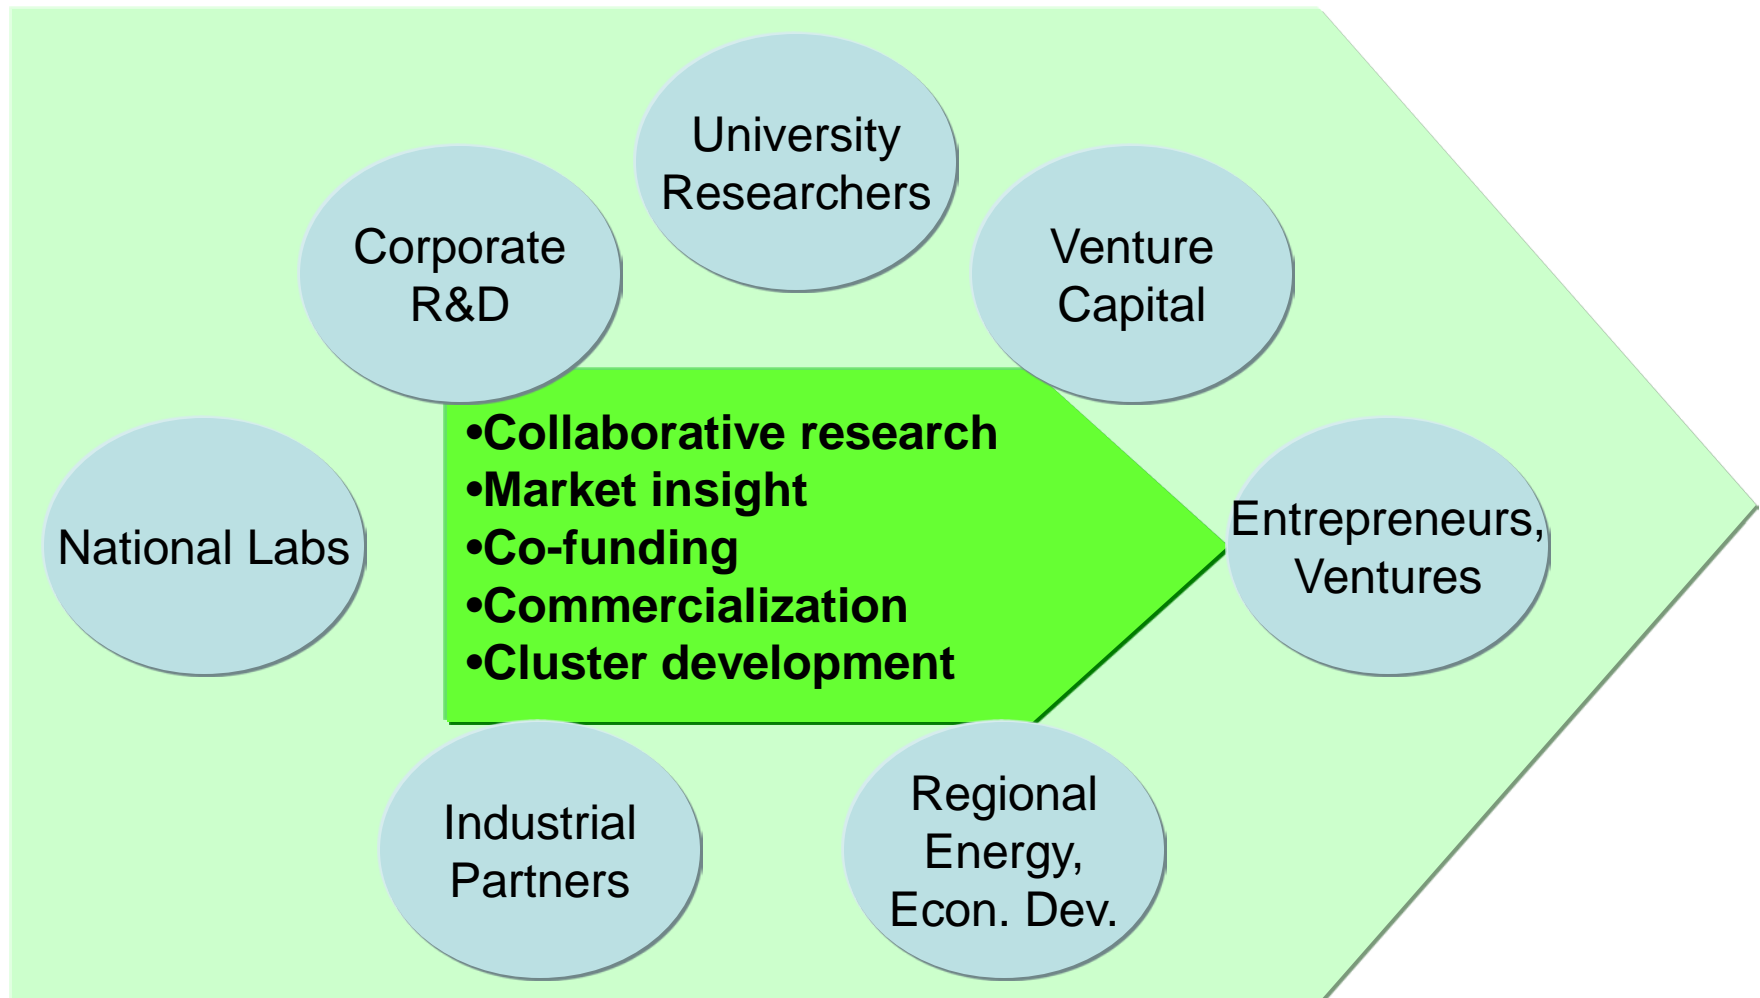 University
Researchers
Corporate
R&D
Venture
Capital
•Collaborative research
•Market insight
•Co-funding
•Commercialization
•Cluster development
National Labs
Entrepreneurs,
Ventures
Industrial
Partners
Regional
Energy,
Econ. Dev.